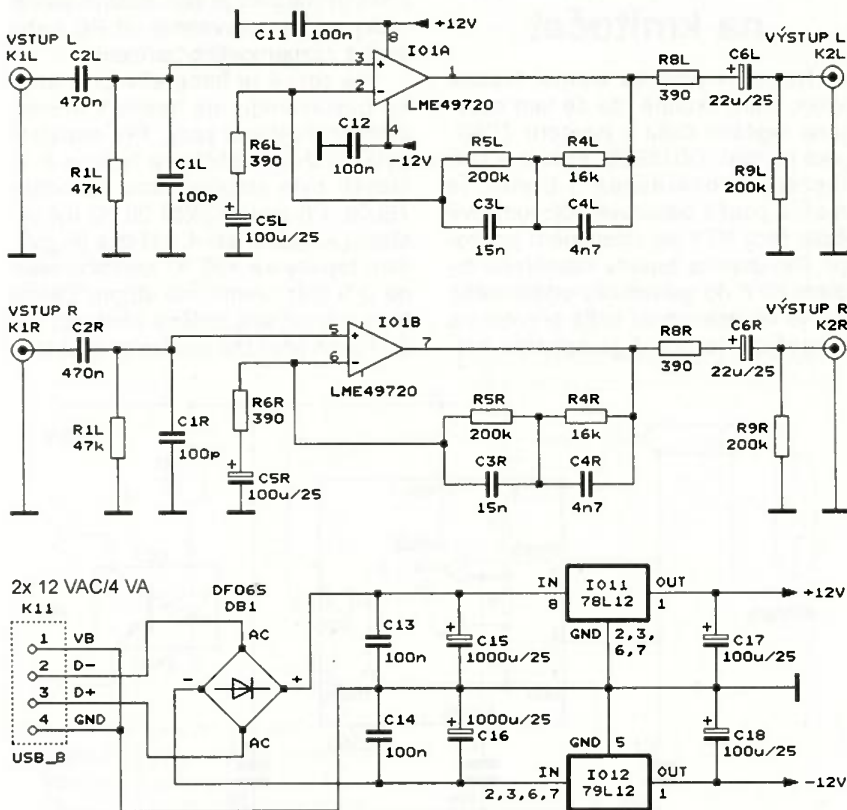 C11 100n +12V
8
VSTUP L
K1L
C2L
470n
R1L
47k
C1L
100p
3 +
2 -
IO1A
1
LME49720
4
C12
100n
-12V
R6L
390
C5L
100u/25
R5L
200k
R4L
16k
C3L
15n
C4L
4n7
R8L
390
C6L
22u/25
R9L
200k
VÝSTUP L
K2L
VSTUP R
K1R
C2R
470n
R1L
47k
C1R
100p
5 +
6 -
IO1B
7
LME49720
R6R
390
C5R
100u/25
R5R
200k
R4R
16k
C3R
15n
C4R
4n7
R8R
390
C6R
22u/25
R9R
200k
VÝSTUP R
K2R
2x 12 VAC/4 VA
K11
1 VB
2 D-
3 D+
4 GND
USB_B
DF06S
DB1
AC
- +
AC
C13
100n
C15
1000u/25
C14
100n
1000u/25
C16
IN
8
IO11
78L12
OUT
1
GND 2,3,
6,7
+12V
C17
100u/25
GND 5
IN
2,3,6,7
IO12
79L12
OUT
1
C18
100u/25
-12V